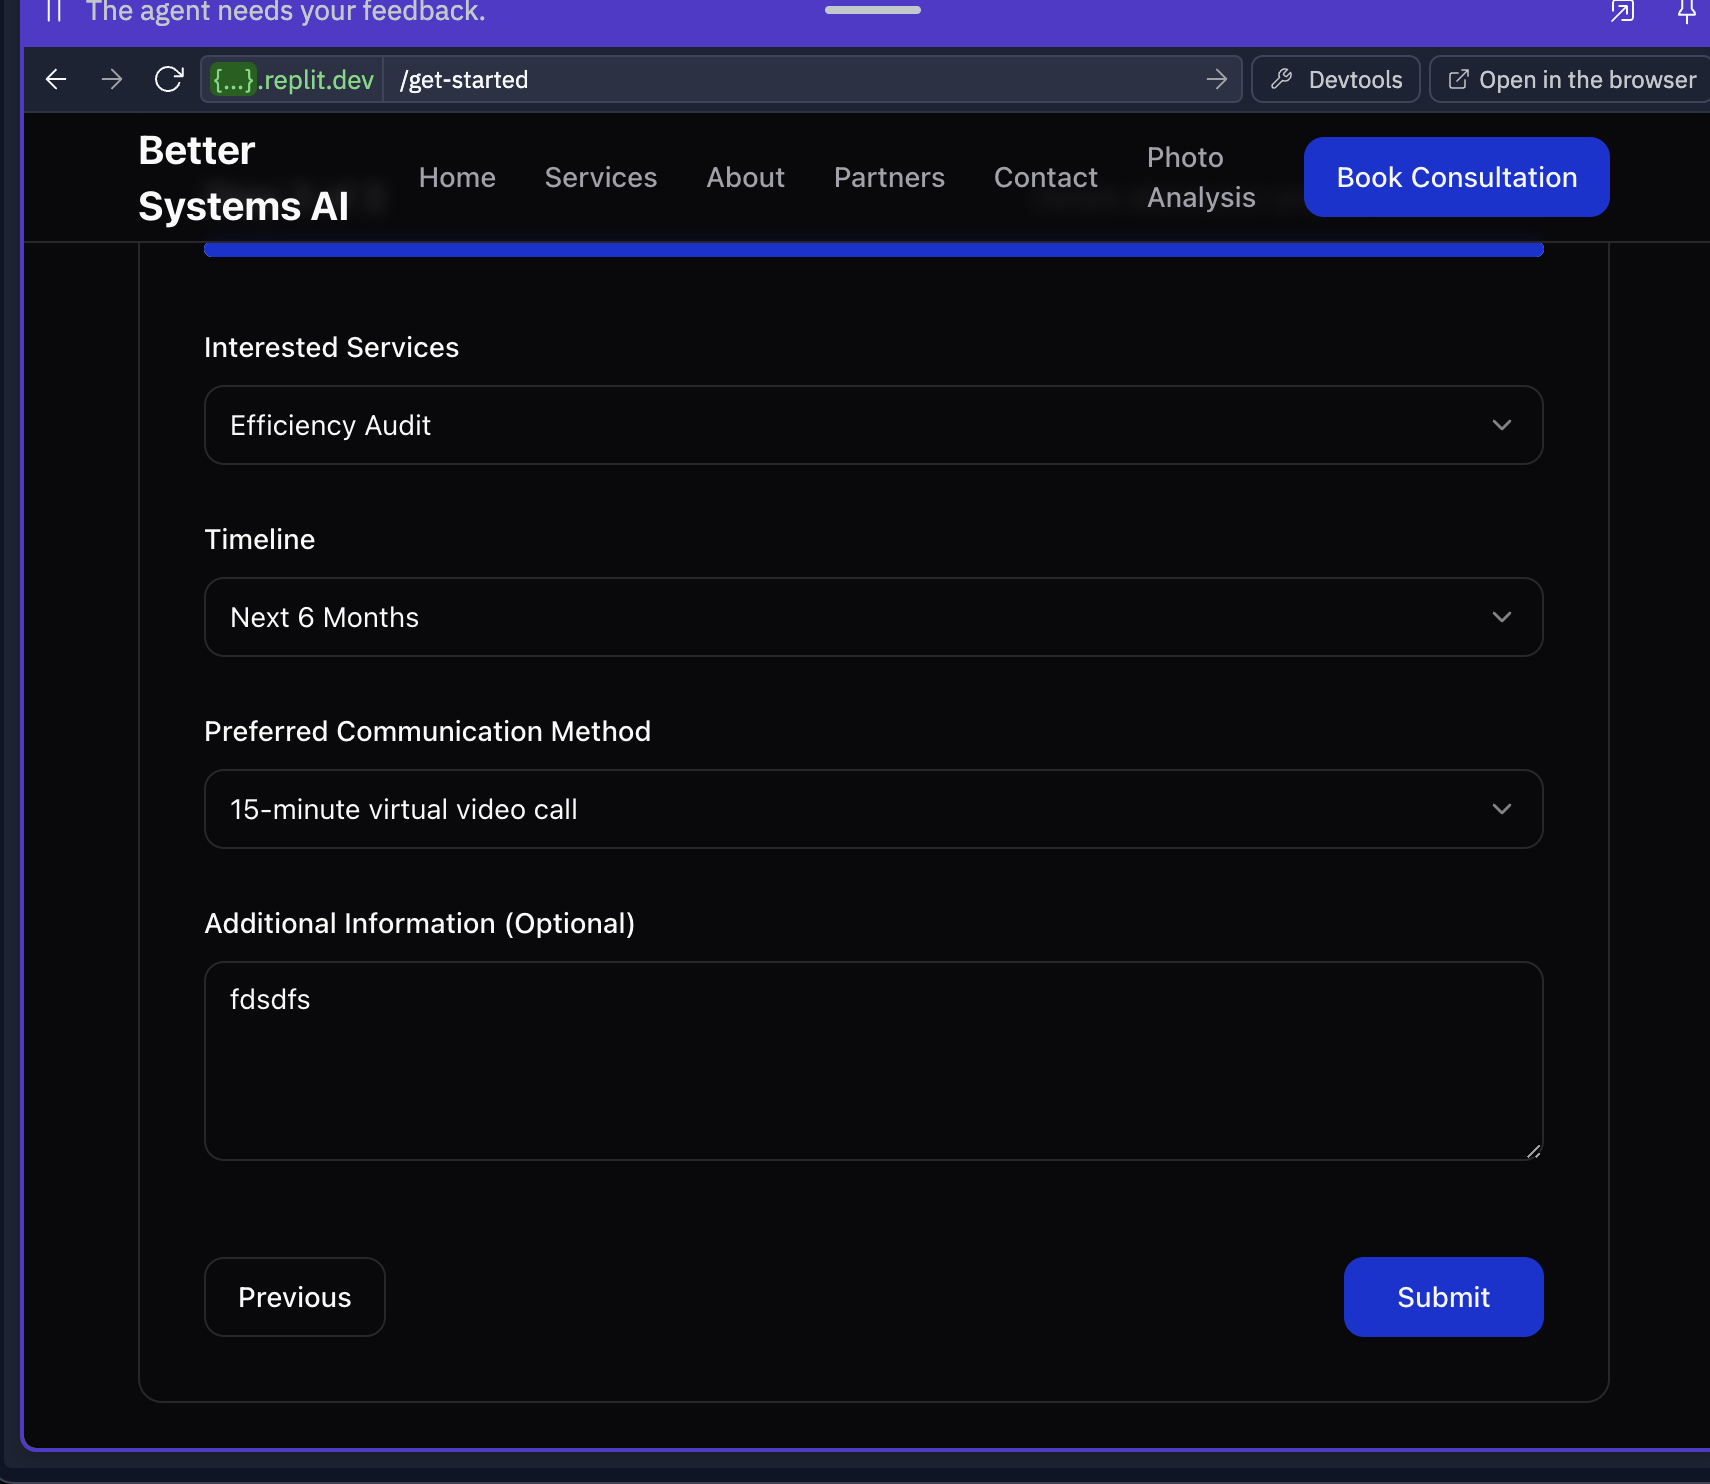 The agent needs your feedback.
{...}.replit.dev /get-started Devtools Open in the browser
Better Systems AI
Home Services About Partners Contact Photo Analysis Book Consultation
Interested Services
Efficiency Audit
Timeline
Next 6 Months
Preferred Communication Method
15-minute virtual video call
Additional Information (Optional)
fdsdfs
Previous Submit